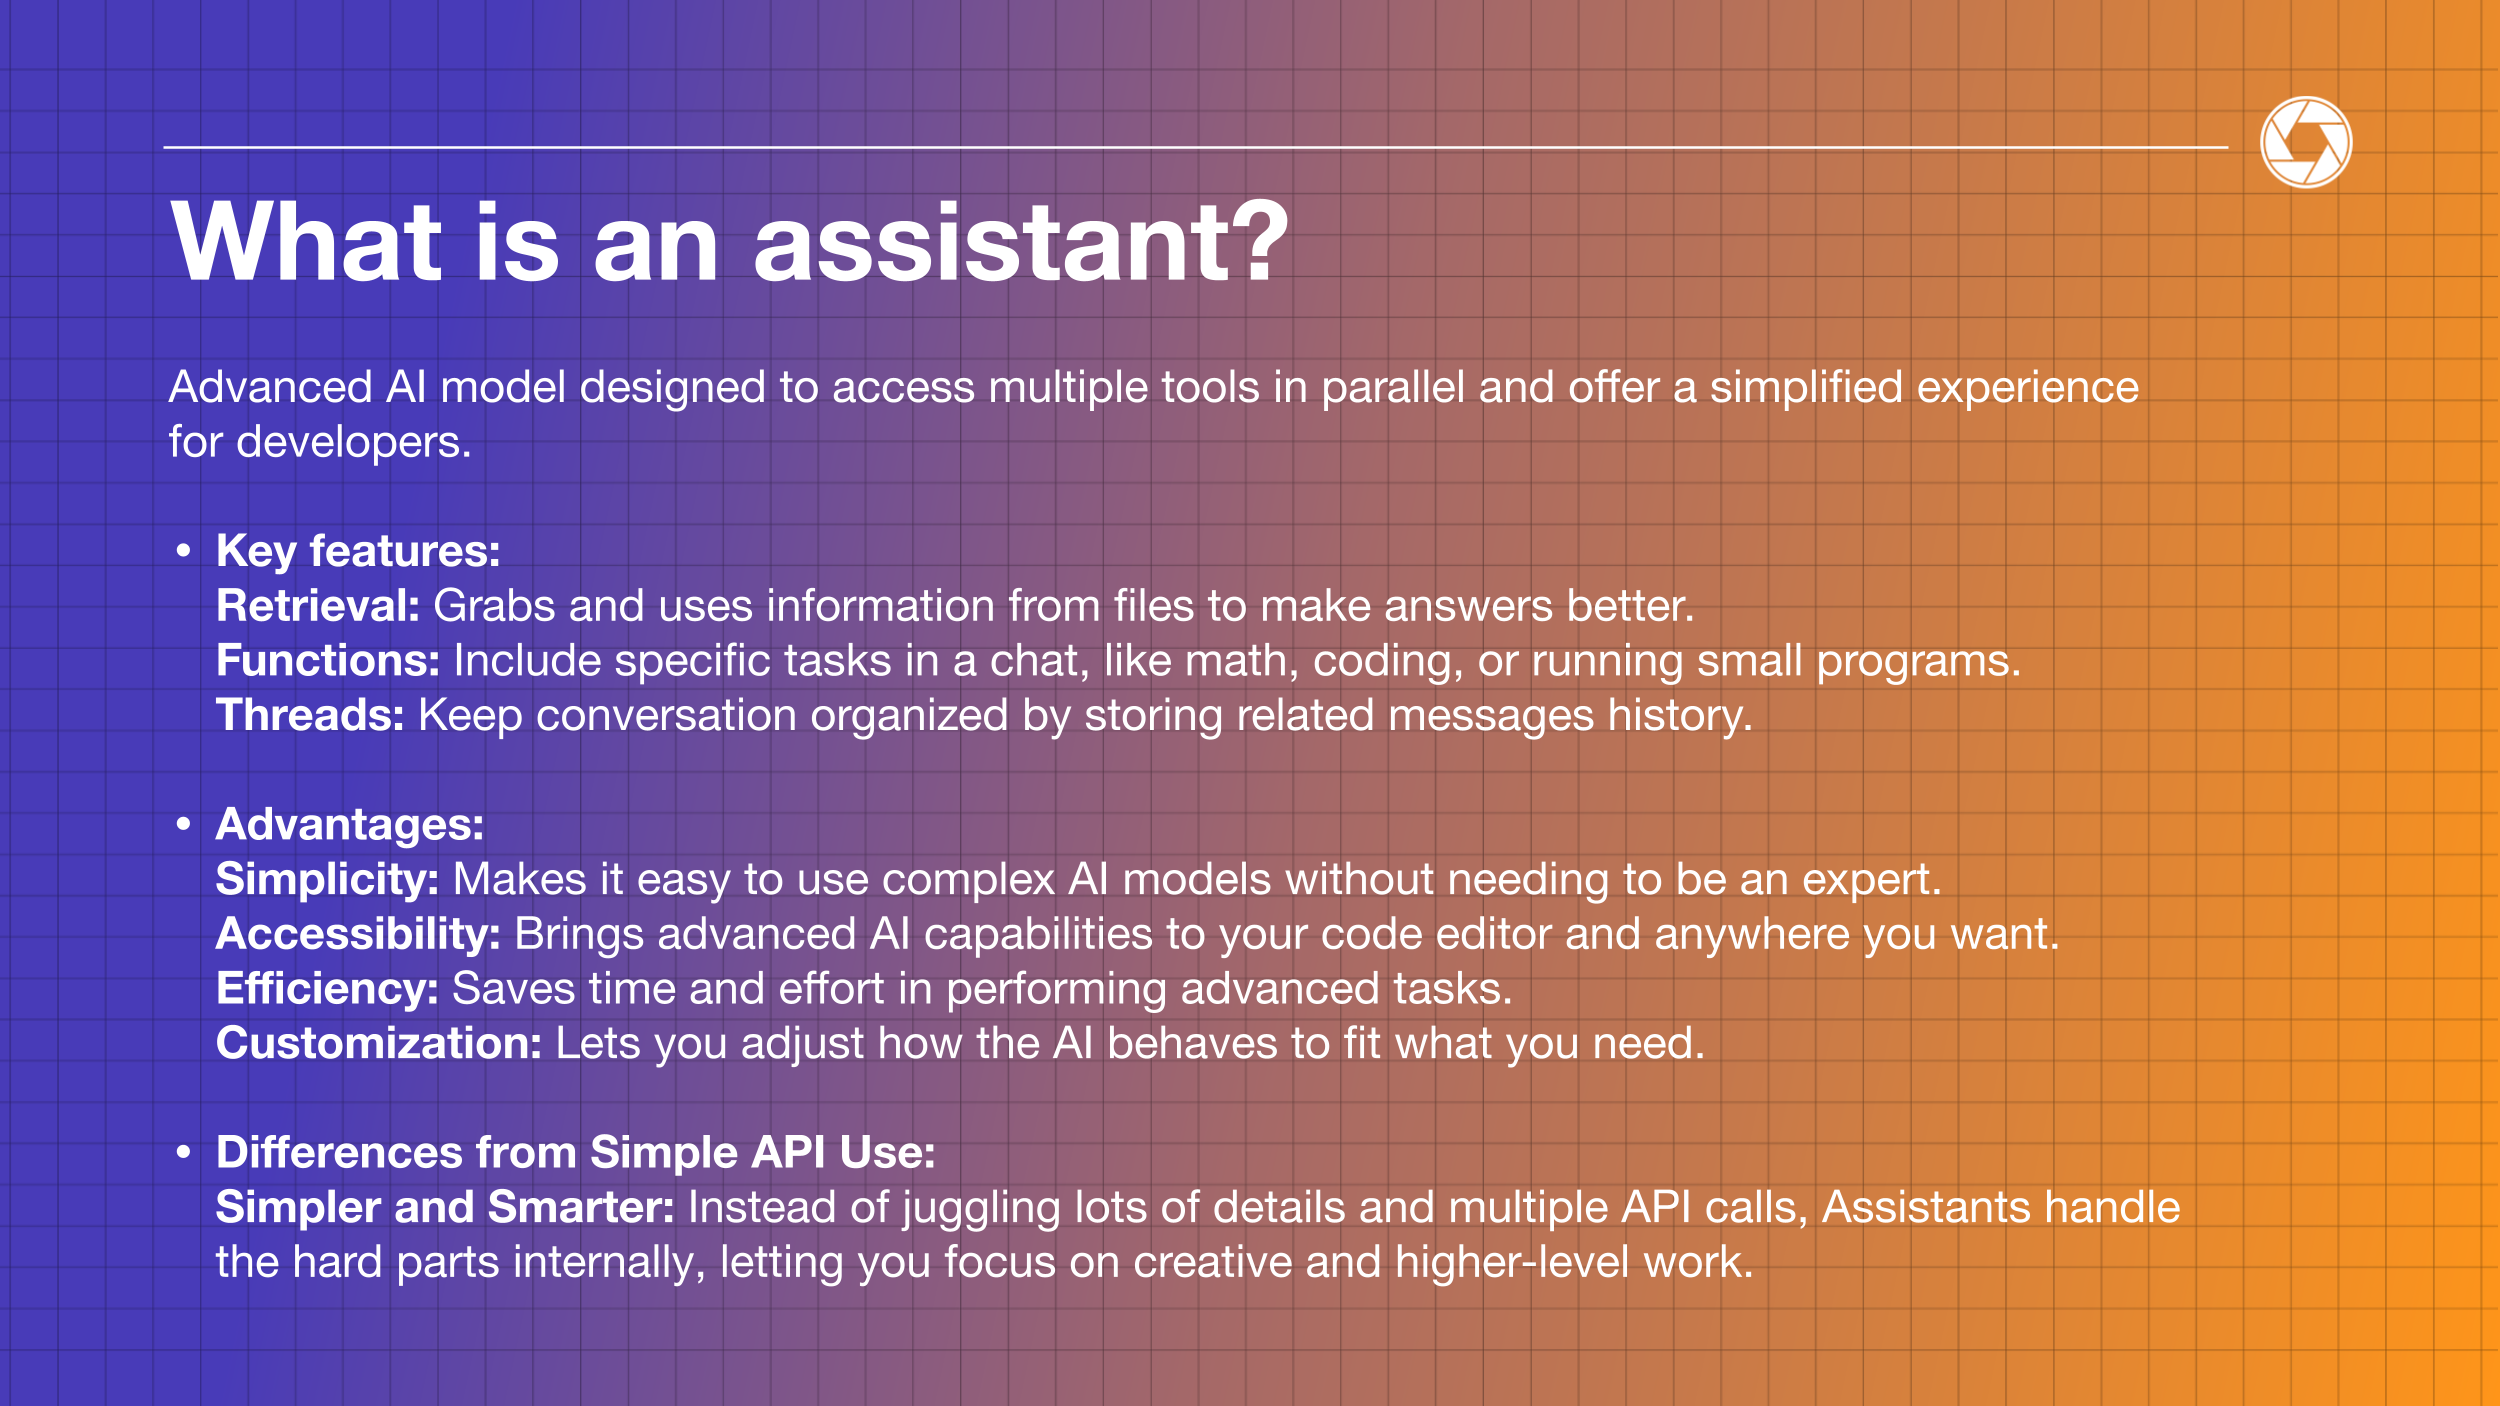 What is an assistant?
Advanced AI model designed to access multiple tools in parallel and offer a simplified experience
for developers.
• Key features:
Retrieval: Grabs and uses information from files to make answers better.
Functions: Include specific tasks in a chat, like math, coding, or running small programs.
Threads: Keep conversation organized by storing related messages history.
• Advantages:
Simplicity: Makes it easy to use complex AI models without needing to be an expert.
Accessibility: Brings advanced AI capabilities to your code editor and anywhere you want.
Efficiency: Saves time and effort in performing advanced tasks.
Customization: Lets you adjust how the AI behaves to fit what you need.
• Differences from Simple API Use:
Simpler and Smarter: Instead of juggling lots of details and multiple API calls, Assistants handle
the hard parts internally, letting you focus on creative and higher-level work.